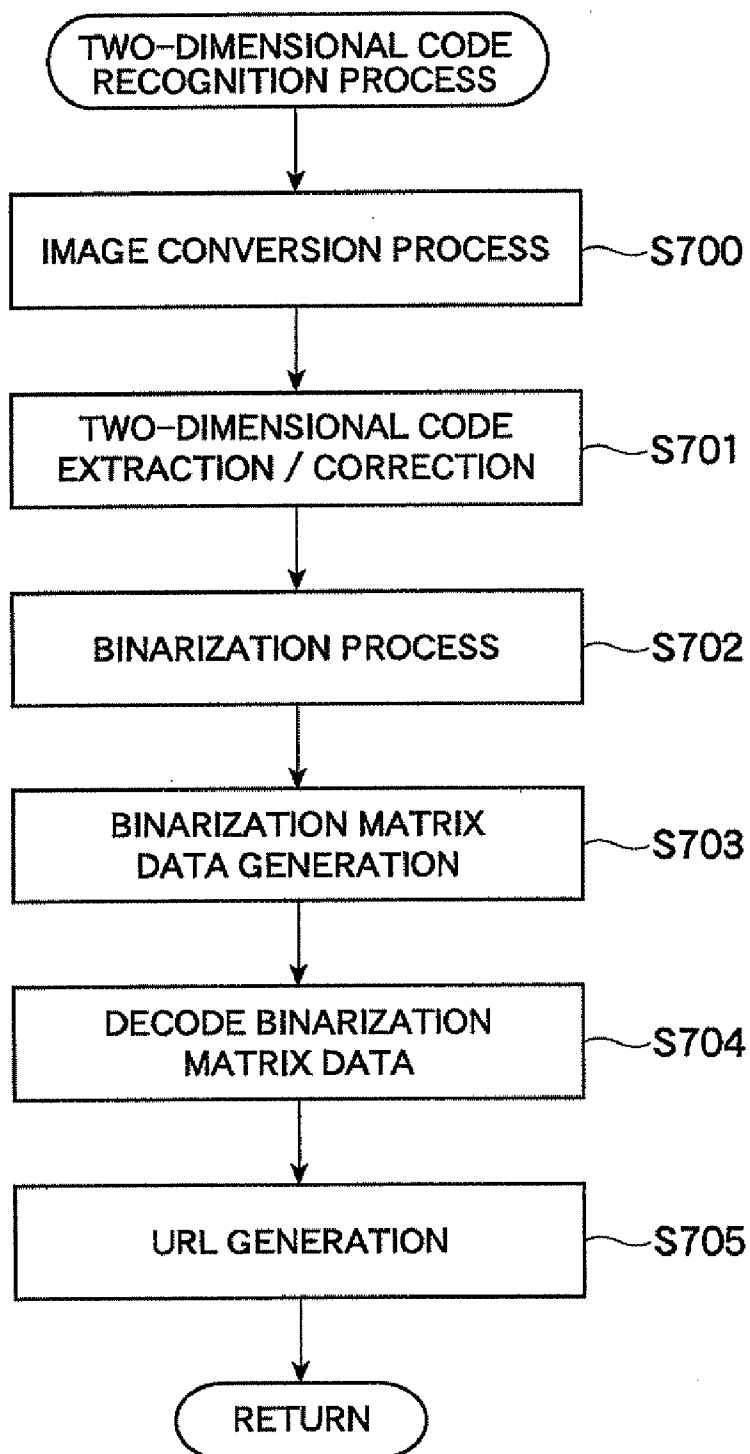 TWO-DIMENSIONAL CODE
RECOGNITION PROCESS
IMAGE CONVERSION PROCESS
S700
TWO-DIMENSIONAL CODE
EXTRACTION / CORRECTION
S701
BINARIZATION PROCESS
S702
BINARIZATION MATRIX
DATA GENERATION
S703
DECODE BINARIZATION
MATRIX DATA
S704
URL GENERATION
S705
RETURN